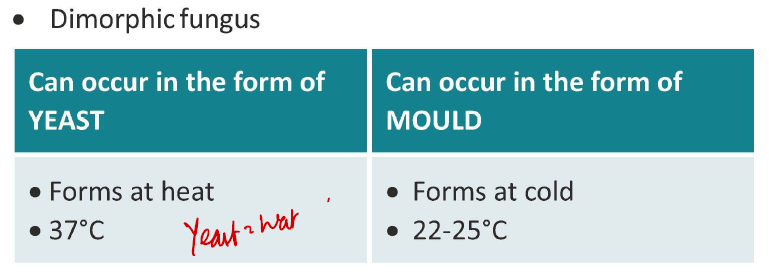 • Dimorphic fungus
Can occur in the form of
YEAST
Can occur in the form of
MOULD
• Forms at heat
• 37°C
Yeast
• Forms at cold
• 22-25°C